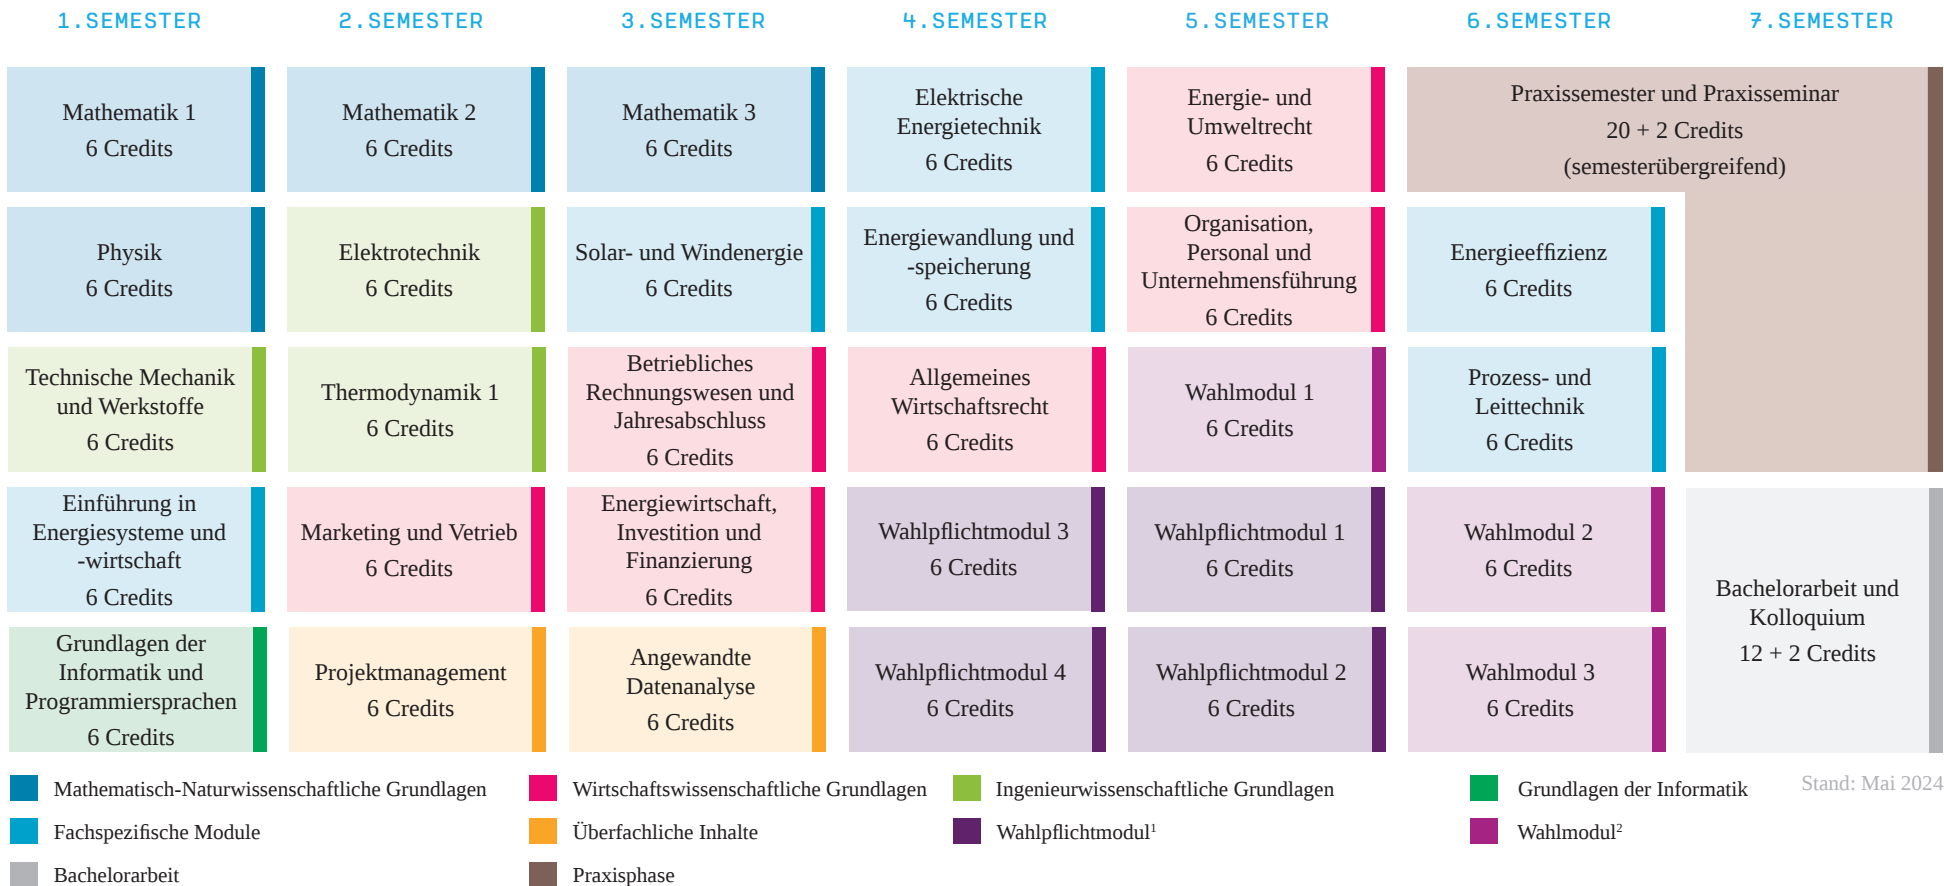 1.SEMESTER
2.SEMESTER
3.SEMESTER
4.SEMESTER
5.SEMESTER
6.SEMESTER
7.SEMESTER
Mathematik 1
6 Credits
Mathematik 2
6 Credits
Mathematik 3
6 Credits
Elektrische
Energietechnik
6 Credits
Energie- und
Umweltrecht
6 Credits
Praxissemester und Praxisseminar
20 + 2 Credits
(semesterübergreifend)
Physik
6 Credits
Elektrotechnik
6 Credits
Solar- und Windenergie
6 Credits
Energiewandlung und
-speicherung
6 Credits
Organisation,
Personal und
Unternehmensführung
6 Credits
Energieeffizienz
6 Credits
Technische Mechanik
und Werkstoffe
6 Credits
Thermodynamik 1
6 Credits
Betriebliches
Rechnungswesen und
Jahresabschluss
6 Credits
Allgemeines
Wirtschaftsrecht
6 Credits
Wahlmodul 1
6 Credits
Prozess- und
Leittechnik
6 Credits
Einführung in
Energiesysteme und
-wirtschaft
6 Credits
Marketing und Vetrieb
6 Credits
Energiewirtschaft,
Investition und
Finanzierung
6 Credits
Wahlpflichtmodul 3
6 Credits
Wahlpflichtmodul 1
6 Credits
Wahlmodul 2
6 Credits
Bachelorarbeit und
Kolloquium
12 + 2 Credits
Grundlagen der
Informatik und
Programmiersprachen
6 Credits
Projektmanagement
6 Credits
Angewandte
Datenanalyse
6 Credits
Wahlpflichtmodul 4
6 Credits
Wahlpflichtmodul 2
6 Credits
Wahlmodul 3
6 Credits
Mathematisch-Naturwissenschaftliche Grundlagen
Wirtschaftswissenschaftliche Grundlagen
Ingenieurwissenschaftliche Grundlagen
Grundlagen der Informatik
Stand: Mai 2024
Fachspezifische Module
Überfachliche Inhalte
Wahlpflichtmodul¹
Wahlmodul²
Bachelorarbeit
Praxisphase